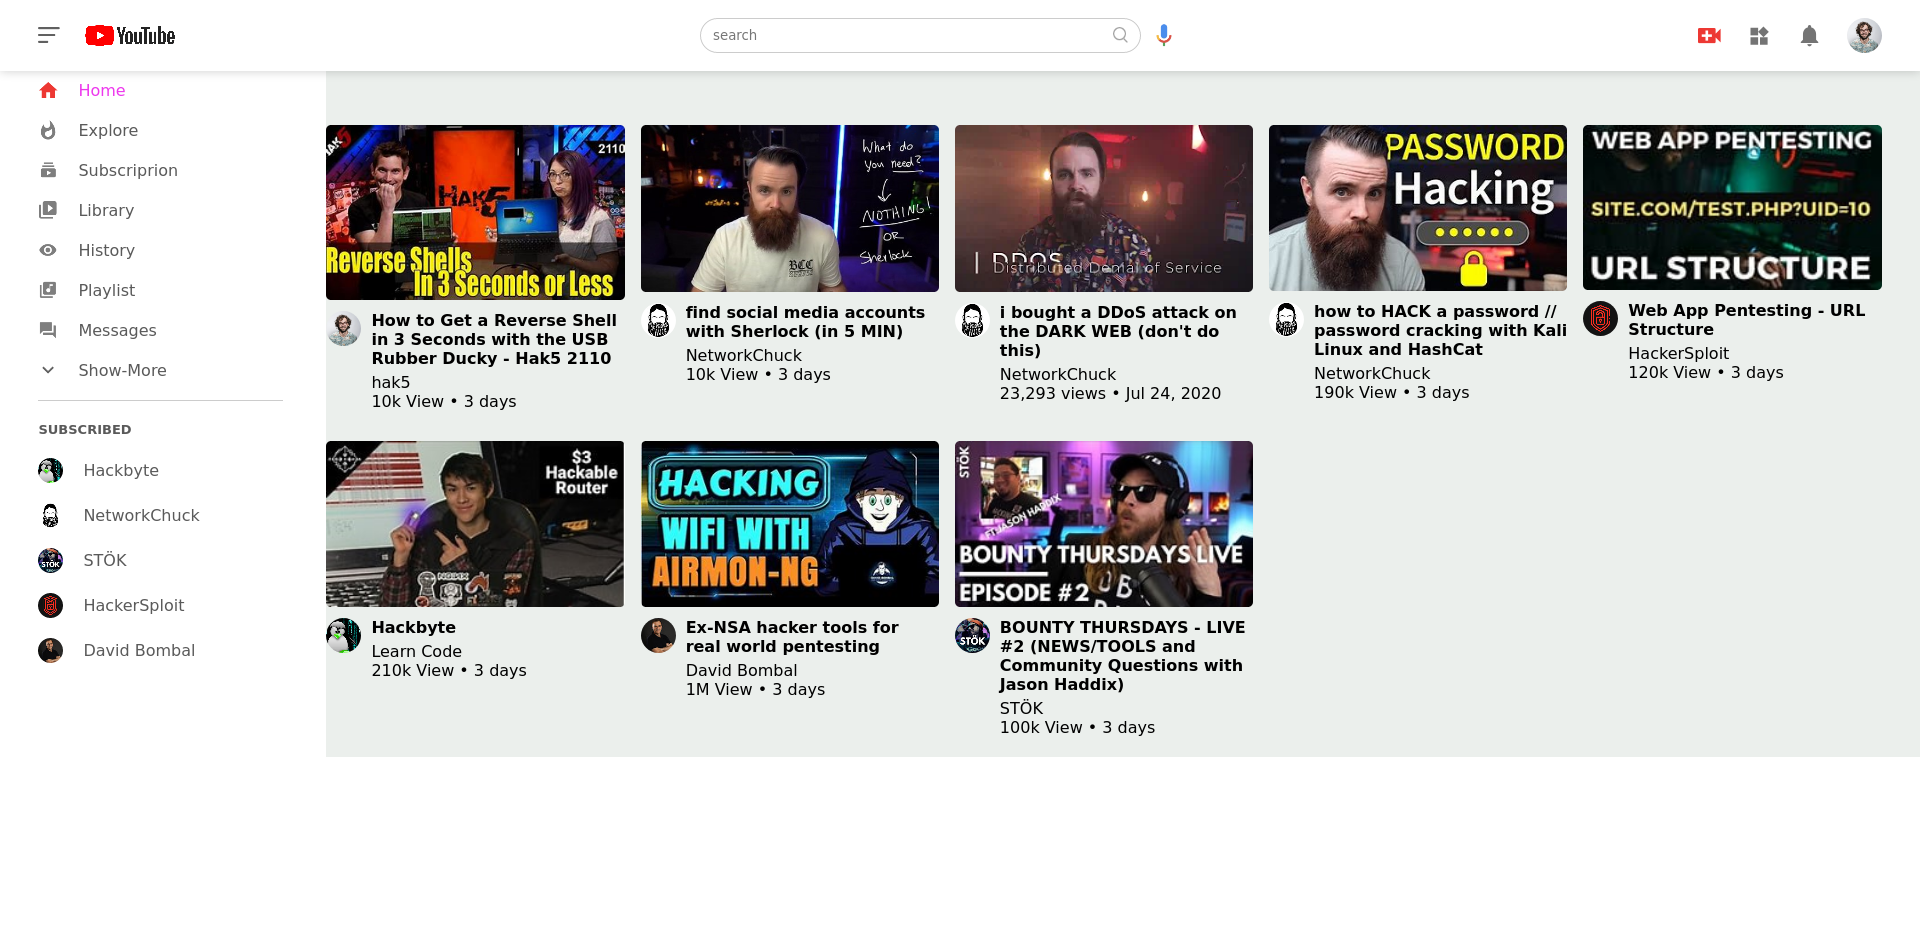 YouTube
search
Home
Explore
Subscriprion
Library
History
Playlist
Messages
Show-More
SUBSCRIBED
Hackbyte
NetworkChuck
STÖK
HackerSploit
David Bombal
HAK5
2110
HAK5
Reverse Shells
In 3 Seconds or Less
How to Get a Reverse Shell
in 3 Seconds with the USB
Rubber Ducky - Hak5 2110
hak5
10k View • 3 days
What do
you need?
NOTHING!
OR
Sherlock
BCC
find social media accounts
with Sherlock (in 5 MIN)
NetworkChuck
10k View • 3 days
DDOS
Distributed Denial of Service
i bought a DDoS attack on
the DARK WEB (don't do
this)
NetworkChuck
23,293 views • Jul 24, 2020
PASSWORD
Hacking
how to HACK a password //
password cracking with Kali
Linux and HashCat
NetworkChuck
190k View • 3 days
WEB APP PENTESTING
SITE.COM/TEST.PHP?UID=10
URL STRUCTURE
Web App Pentesting - URL
Structure
HackerSploit
120k View • 3 days
$3
Hackable
Router
NGINX
Hackbyte
Learn Code
210k View • 3 days
HACKING
WIFI WITH
AIRMON-NG
Ex-NSA hacker tools for
real world pentesting
David Bombal
1M View • 3 days
STÖK
FT JASON HADDIX
BOUNTY THURSDAYS LIVE
EPISODE #2
STÖK
BOUNTY THURSDAYS - LIVE
#2 (NEWS/TOOLS and
Community Questions with
Jason Haddix)
STÖK
100k View • 3 days